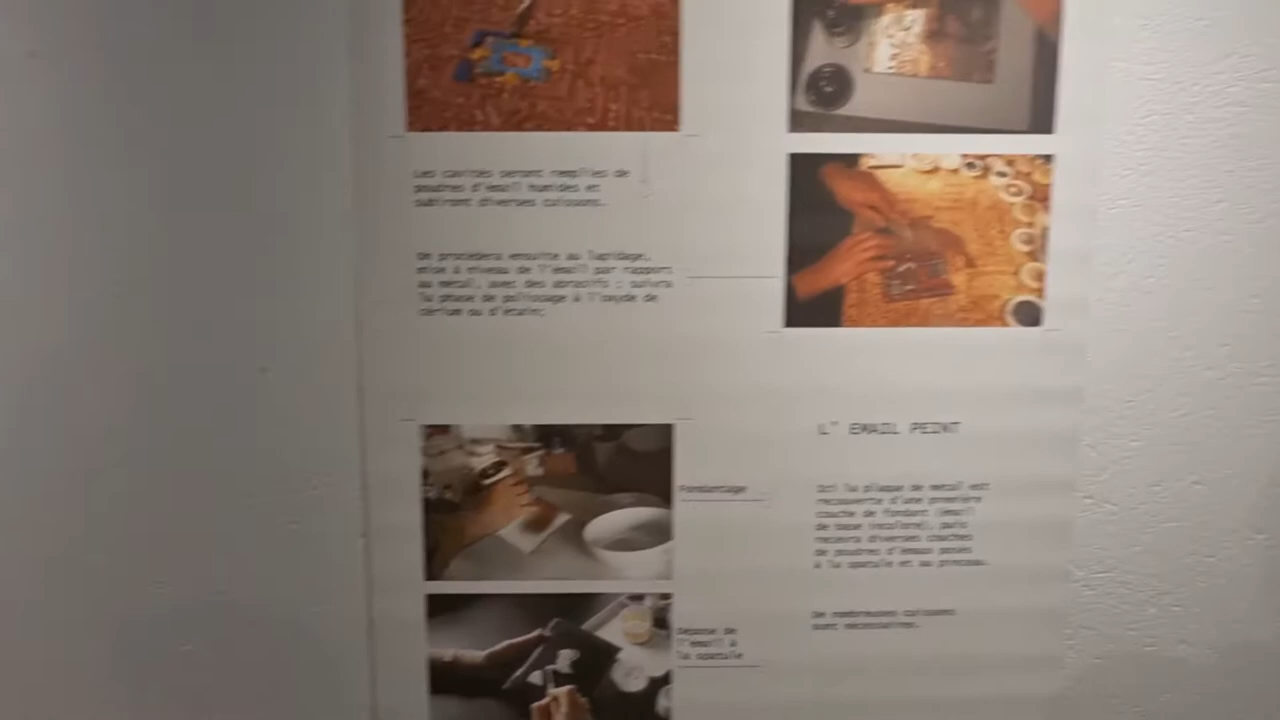 Les cavités seront remplies de
poudres d'émail humides et
subiront diverses cuissons.
On procédera ensuite au lapidage,
mise à niveau de l'émail par rapport
au métal, avec des abrasifs ; suivra
la phase de polissage à l'oxyde de
cérium ou d'étain;
Fondantage
Dépose de
l'émail à
la spatule
L' EMAIL PEINT
Ici la plaque de métal est
recouverte d'une première
couche de fondant (émail
de base incolore), puis
recevra diverses couches
de poudres d'émaux posés
à la spatule et au pinceau.
De nombreuses cuissons
sont nécessaires.